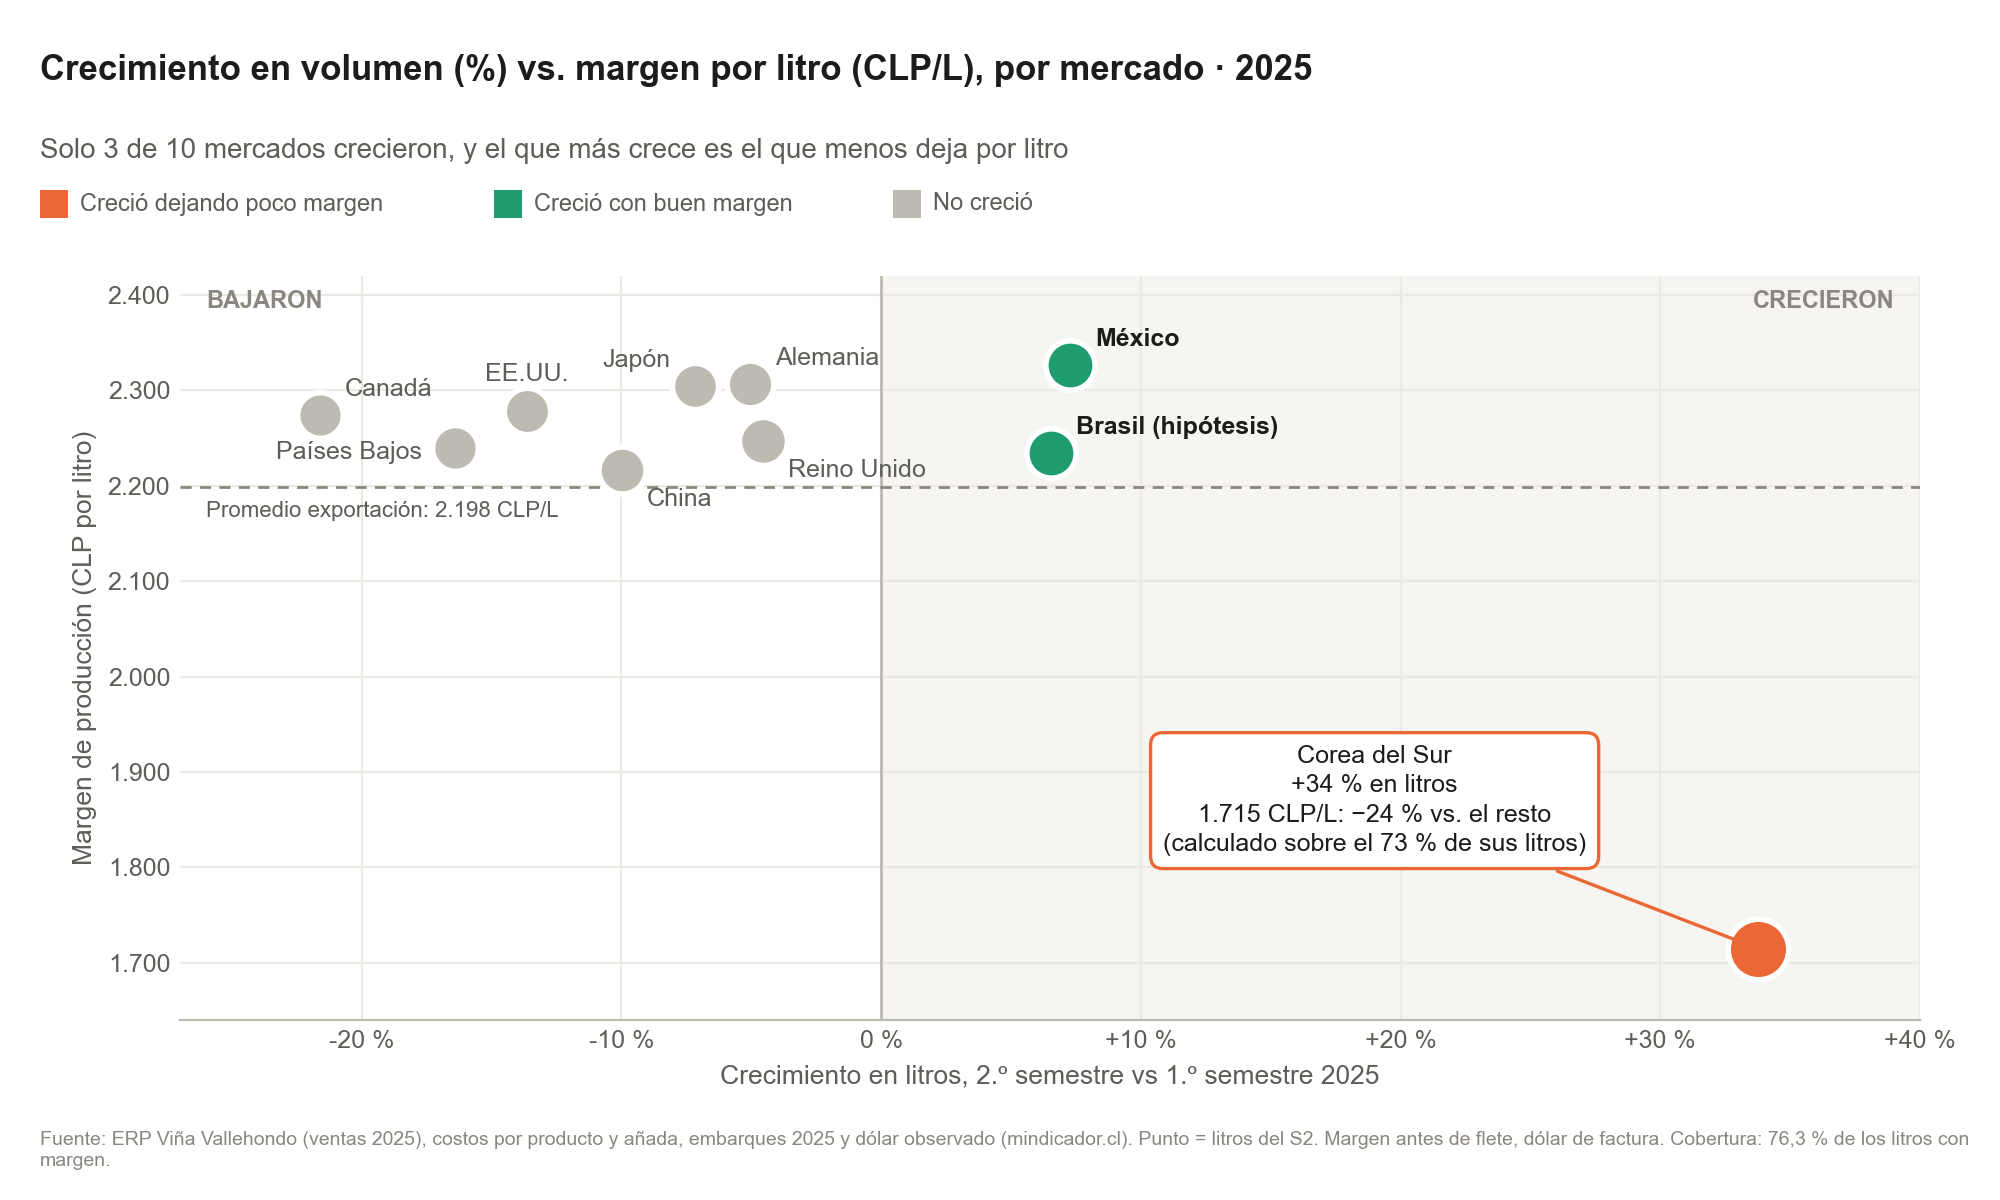 Crecimiento en volumen (%) vs. margen por litro (CLP/L), por mercado · 2025
Solo 3 de 10 mercados crecieron, y el que más crece es el que menos deja por litro
Creció dejando poco margen
Creció con buen margen
No creció
BAJARON
CRECIERON
Margen de producción (CLP por litro)
2.400
2.300
2.200
2.100
2.000
1.900
1.800
1.700
México
Alemania
Japón
EE.UU.
Canadá
Brasil (hipótesis)
Países Bajos
Reino Unido
China
Promedio exportación: 2.198 CLP/L
Corea del Sur
+34 % en litros
1.715 CLP/L: −24 % vs. el resto
(calculado sobre el 73 % de sus litros)
-20 %
-10 %
0 %
+10 %
+20 %
+30 %
+40 %
Crecimiento en litros, 2.º semestre vs 1.º semestre 2025
Fuente: ERP Viña Vallehondo (ventas 2025), costos por producto y añada, embarques 2025 y dólar observado (mindicador.cl). Punto = litros del S2. Margen antes de flete, dólar de factura. Cobertura: 76,3 % de los litros con
margen.